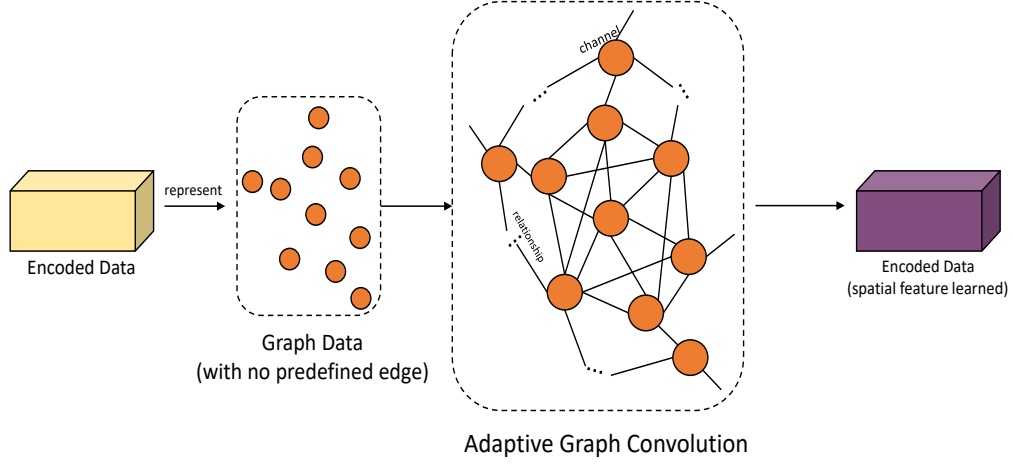 Encoded Data
represent
Graph Data
(with no predefined edge)
channel
relationship
Adaptive Graph Convolution
Encoded Data
(spatial feature learned)